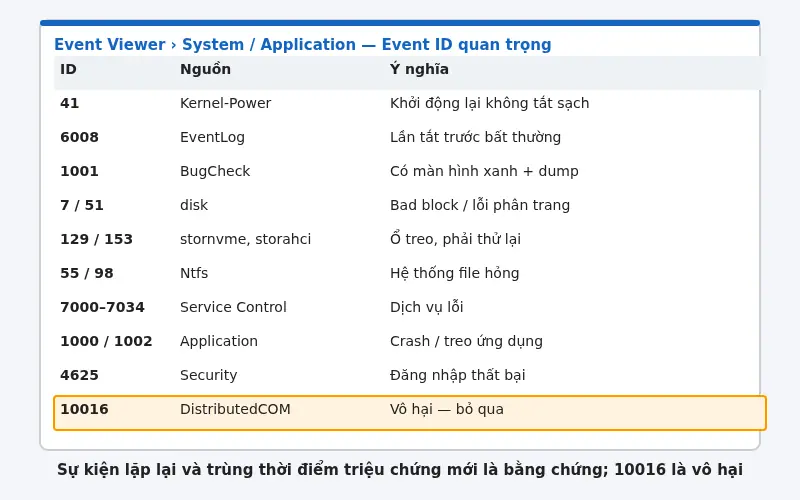 Event Viewer › System / Application — Event ID quan trọng
ID Nguồn Ý nghĩa
41 Kernel-Power Khởi động lại không tắt sạch
6008 EventLog Lần tắt trước bất thường
1001 BugCheck Có màn hình xanh + dump
7 / 51 disk Bad block / lỗi phân trang
129 / 153 stornvme, storahci Ổ treo, phải thử lại
55 / 98 Ntfs Hệ thống file hỏng
7000–7034 Service Control Dịch vụ lỗi
1000 / 1002 Application Crash / treo ứng dụng
4625 Security Đăng nhập thất bại
10016 DistributedCOM Vô hại — bỏ qua
Sự kiện lặp lại và trùng thời điểm triệu chứng mới là bằng chứng; 10016 là vô hại